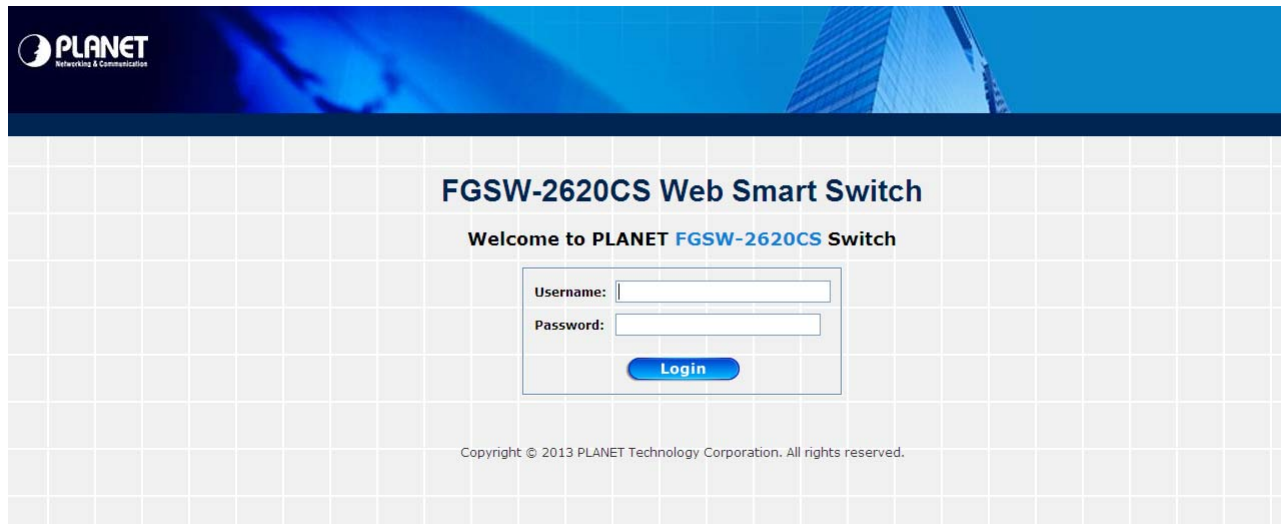 PLANET
Networking & Communication
FGSW-2620CS Web Smart Switch
Welcome to PLANET FGSW-2620CS Switch
Username:
Password:
Login
Copyright © 2013 PLANET Technology Corporation. All rights reserved.